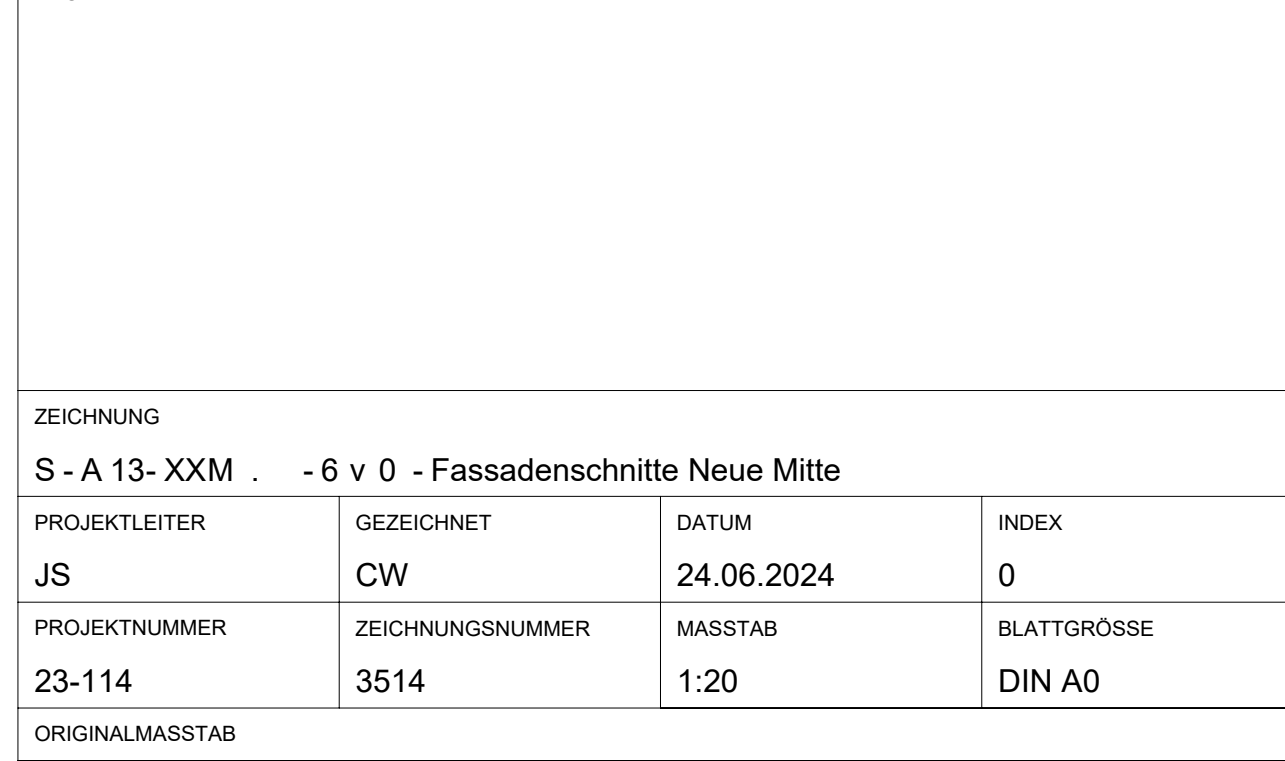 ZEICHNUNG
S - A 13- XXM . - 6 v 0 - Fassadenschnitte Neue Mitte
PROJEKTLEITER GEZEICHNET DATUM INDEX
JS CW 24.06.2024 0
PROJEKTNUMMER ZEICHNUNGSNUMMER MASSTAB BLATTGRÖSSE
23-114 3514 1:20 DIN A0
ORIGINALMASSTAB